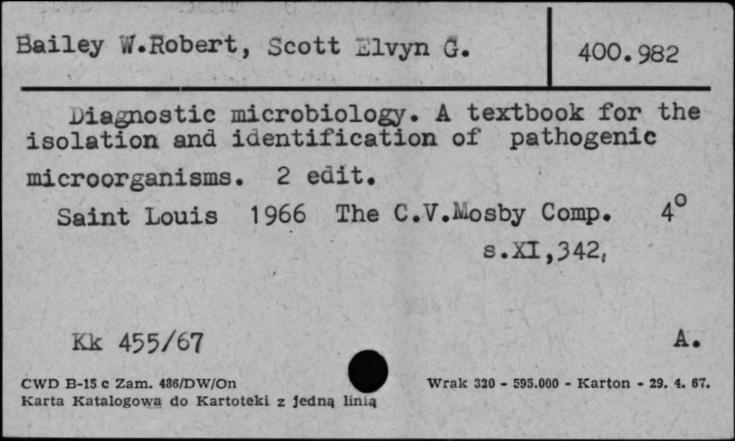 Bailey W.Robert, Scott Elvyn G.
400.982
Diagnostic microbiology. A textbook for the
isolation and identification of pathogenic
microorganisms. 2 edit.
Saint Louis 1966 The C.V.Mosby Comp. 4°
s.XI,342,
Kk 455/67
A.
CWD B-15 c Zam. 486/DW/On
Wrak 320 - 595.000 - Karton - 29. 4. 67.
Karta Katalogowa do Kartoteki z jedną linią